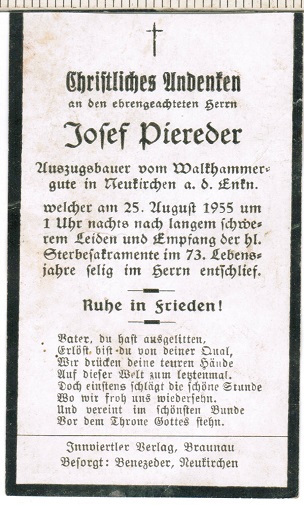 Christliches Andenken
an den ehrengeachteten Herrn
Josef Piereder
Auszugsbauer vom Walkhammer-
gute in Neukirchen a. d. Enkn.
welcher am 25. August 1955 um
1 Uhr nachts nach langem schwe-
rem Leiden und Empfang der hl.
Sterbesakramente im 73. Lebens-
jahre selig im Herrn entschlief.
Ruhe in Frieden!
Vater, du hast ausgelitten,
Erlöst bist du von deiner Qual,
Wir drücken deine teuren Hände
Auf dieser Welt zum letztenmal.
Doch einstens schlägt die schöne Stunde
Wo wir froh uns wiedersehn.
Und vereint im schönsten Bunde
Vor dem Throne Gottes stehn.
Innviertler Verlag, Braunau
Besorgt: Benezeder, Neukirchen